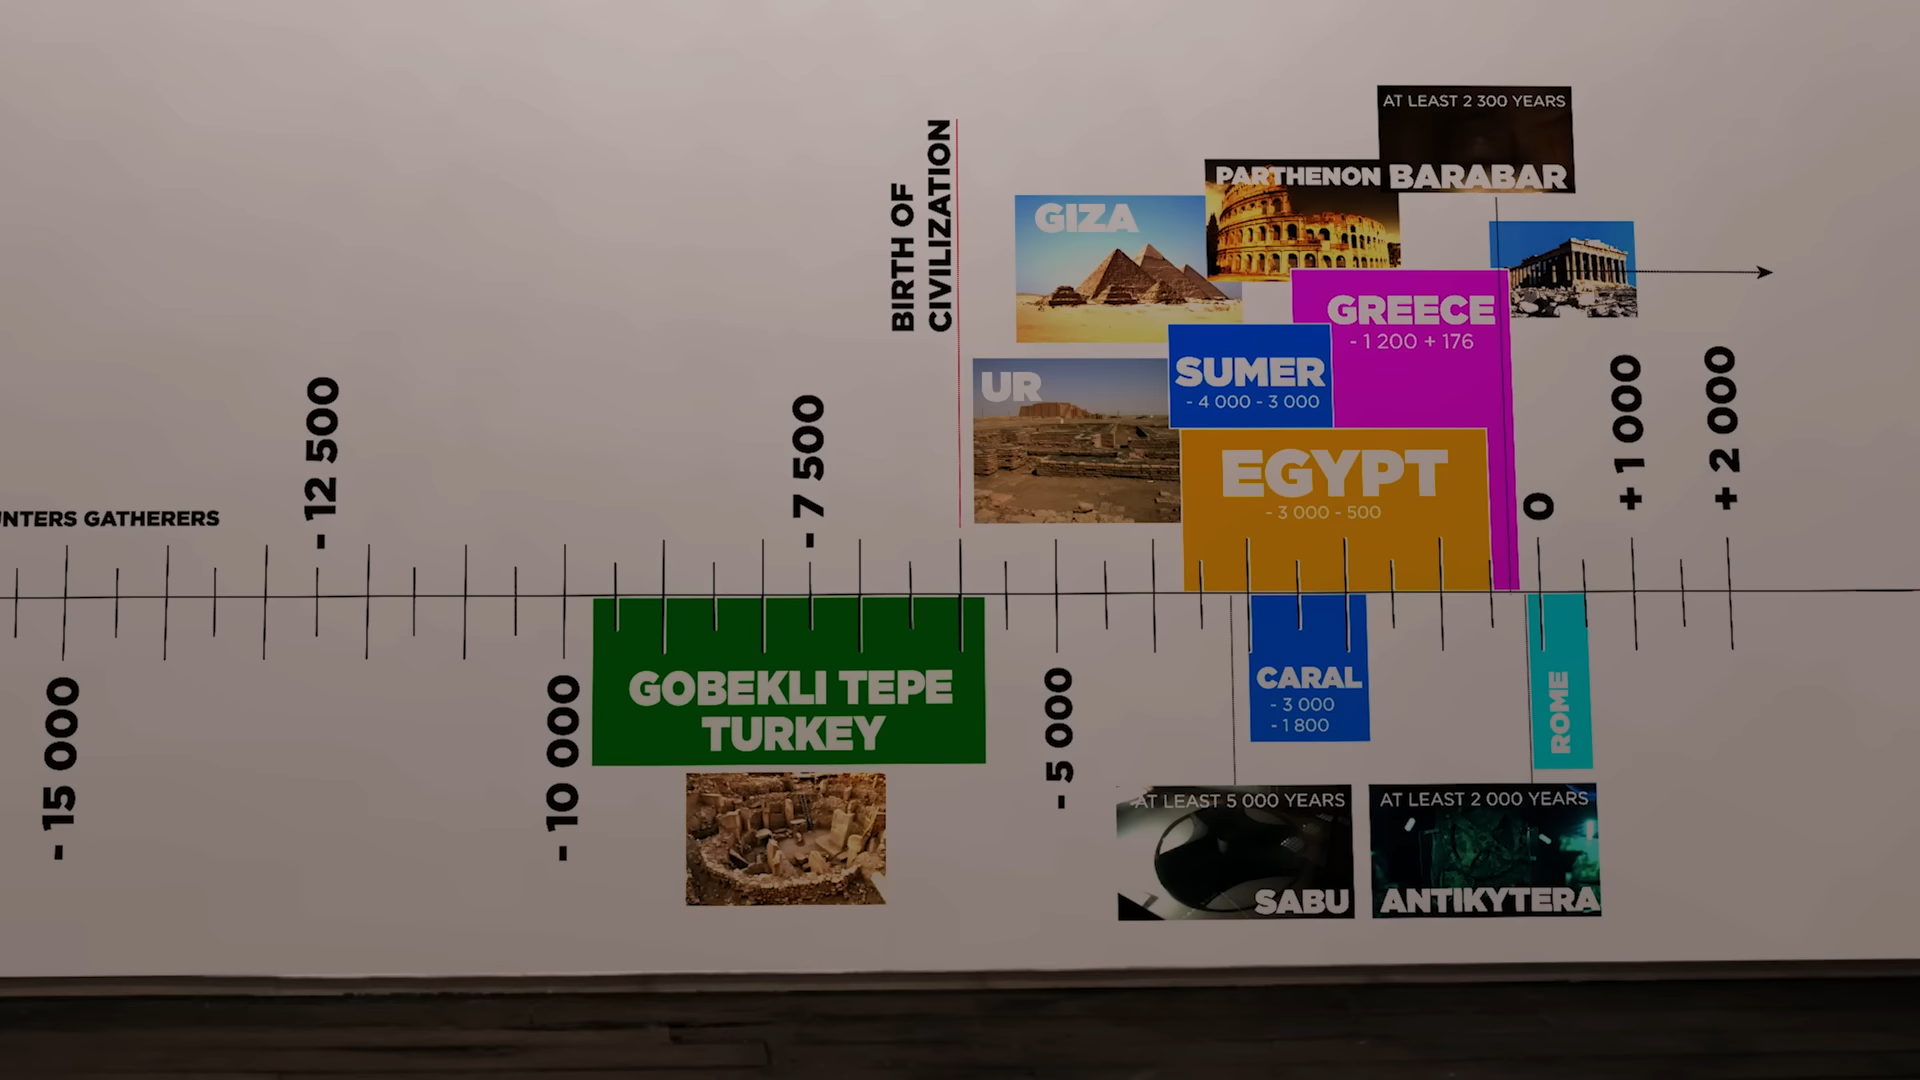 AT LEAST 2 300 YEARS
BARABAR
PARTHENON
BIRTH OF
CIVILIZATION
GIZA
GREECE
- 1 200 + 176
UR
SUMER
- 4 000 - 3 000
EGYPT
- 3 000 - 500
- 12 500
- 7 500
0
+ 1 000
+ 2 000
UNTERS GATHERERS
- 15 000
- 10 000
- 5 000
GOBEKLI TEPE
TURKEY
CARAL
- 3 000
- 1 800
ROME
AT LEAST 5 000 YEARS
SABU
AT LEAST 2 000 YEARS
ANTIKYTERA